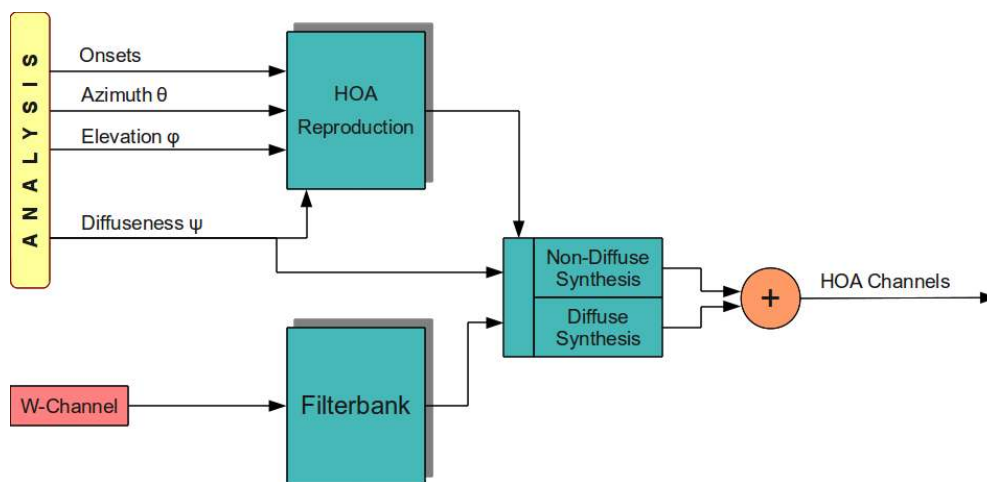 ANALYSIS
Onsets
Azimuth θ
Elevation φ
Diffuseness ψ
HOA
Reproduction
Non-Diffuse
Synthesis
Diffuse
Synthesis
+
HOA Channels
W-Channel
Filterbank